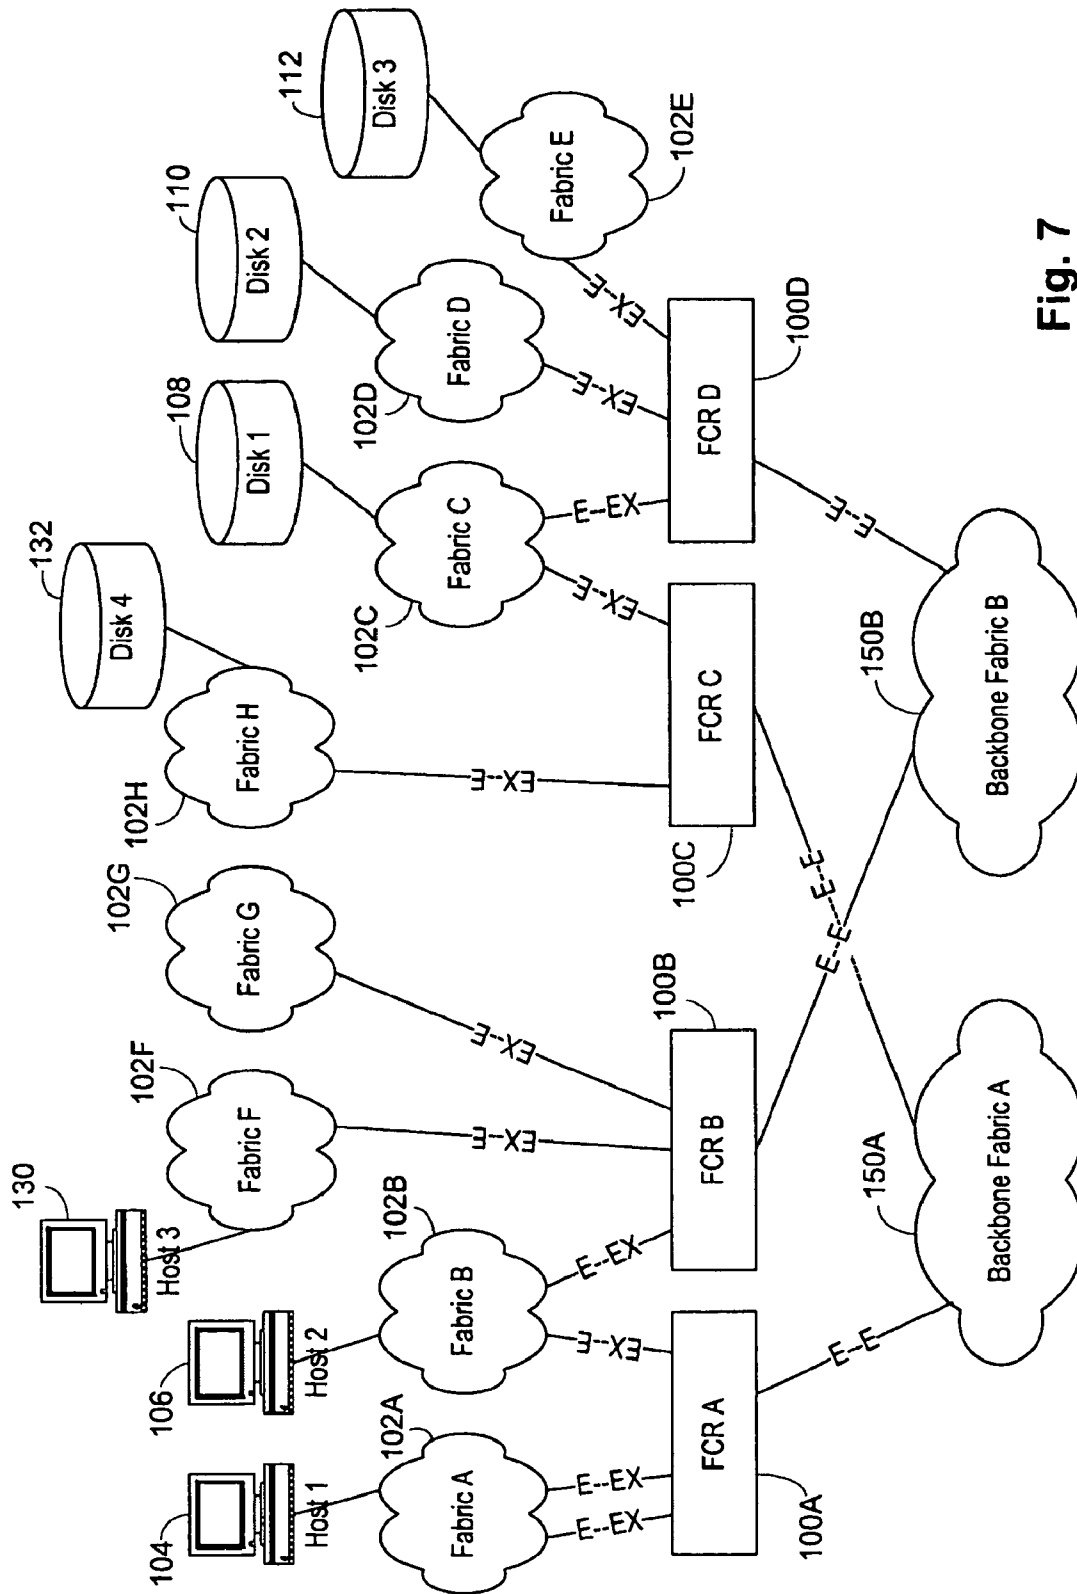 130
Host 3
106
Host 2
104
Host 1
132
Disk 4
108
Disk 1
110
Disk 2
112
Disk 3
102F
Fabric F
102G
Fabric G
102H
Fabric H
102A
Fabric A
102B
Fabric B
102C
Fabric C
102D
Fabric D
102E
Fabric E
E--EX
E--EX
E--EX
E--EX
E--EX
E--EX
E--EX
E--EX
E--EX
E--EX
E--EX
FCR A
100A
FCR B
100B
FCR C
100C
FCR D
100D
E--E
E--E
E--E
E--E
150A
Backbone Fabric A
150B
Backbone Fabric B
Fig. 7